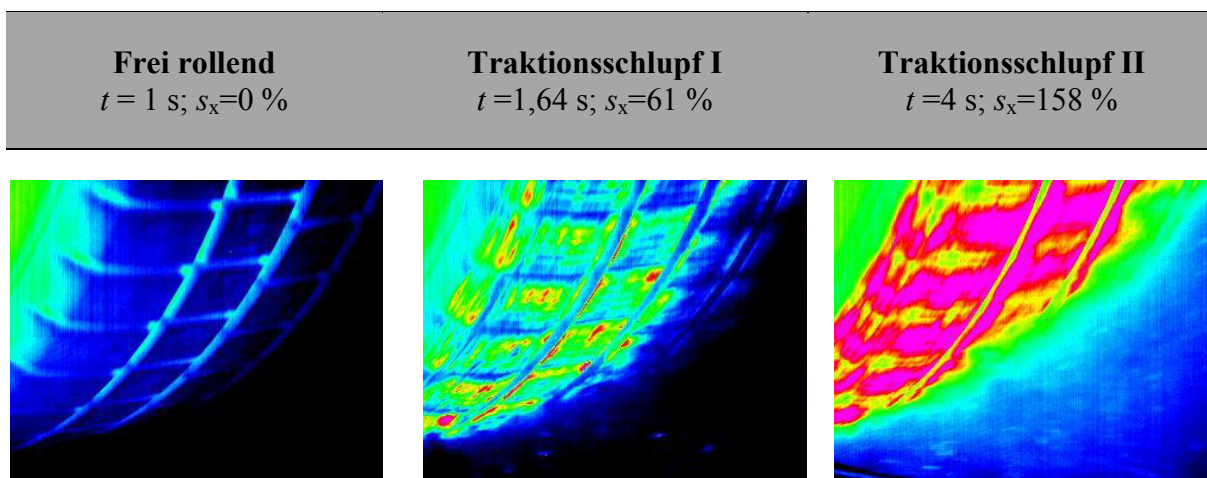 Frei rollend
t = 1 s; sx=0 %
Traktionsschlupf I
t =1,64 s; sx=61 %
Traktionsschlupf II
t =4 s; sx=158 %